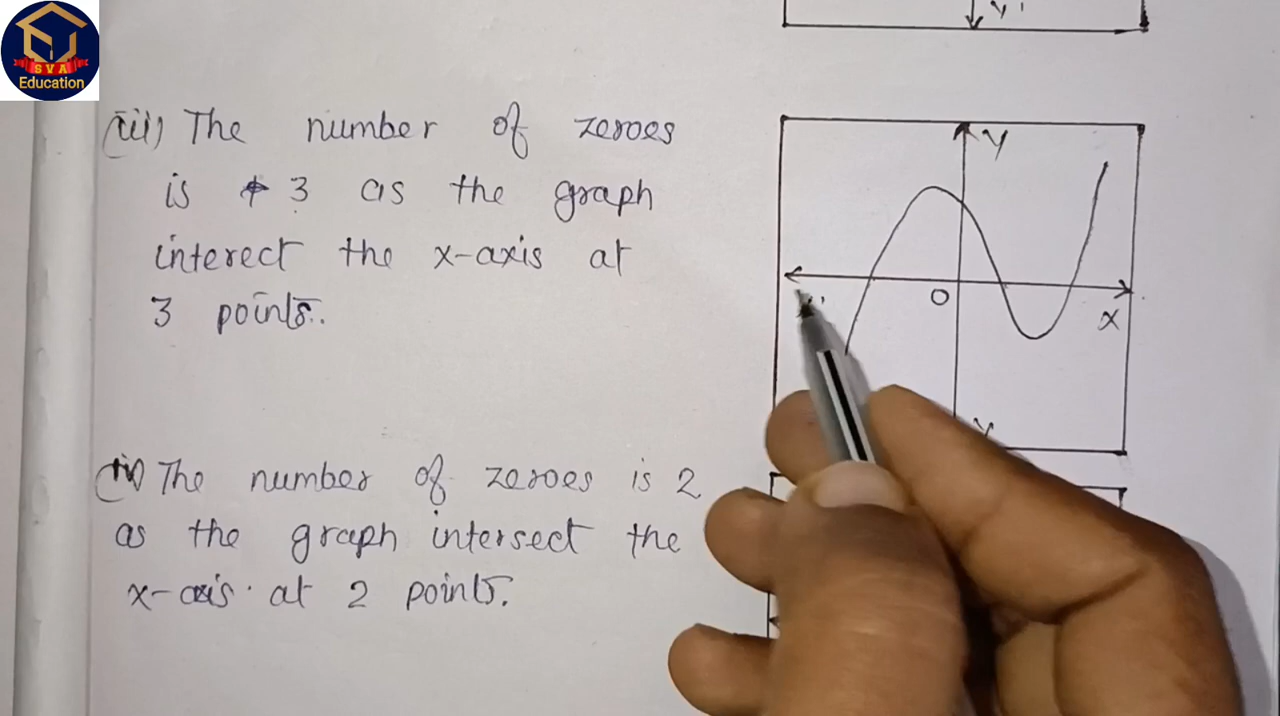 SVA
Education
Y'
(iii) The number of zeroes
is 3 as the graph
interect the x-axis at
3 points.
Y
O
X
(iv) The number of zeroes is 2
as the graph intersect the
x-axis. at 2 points.